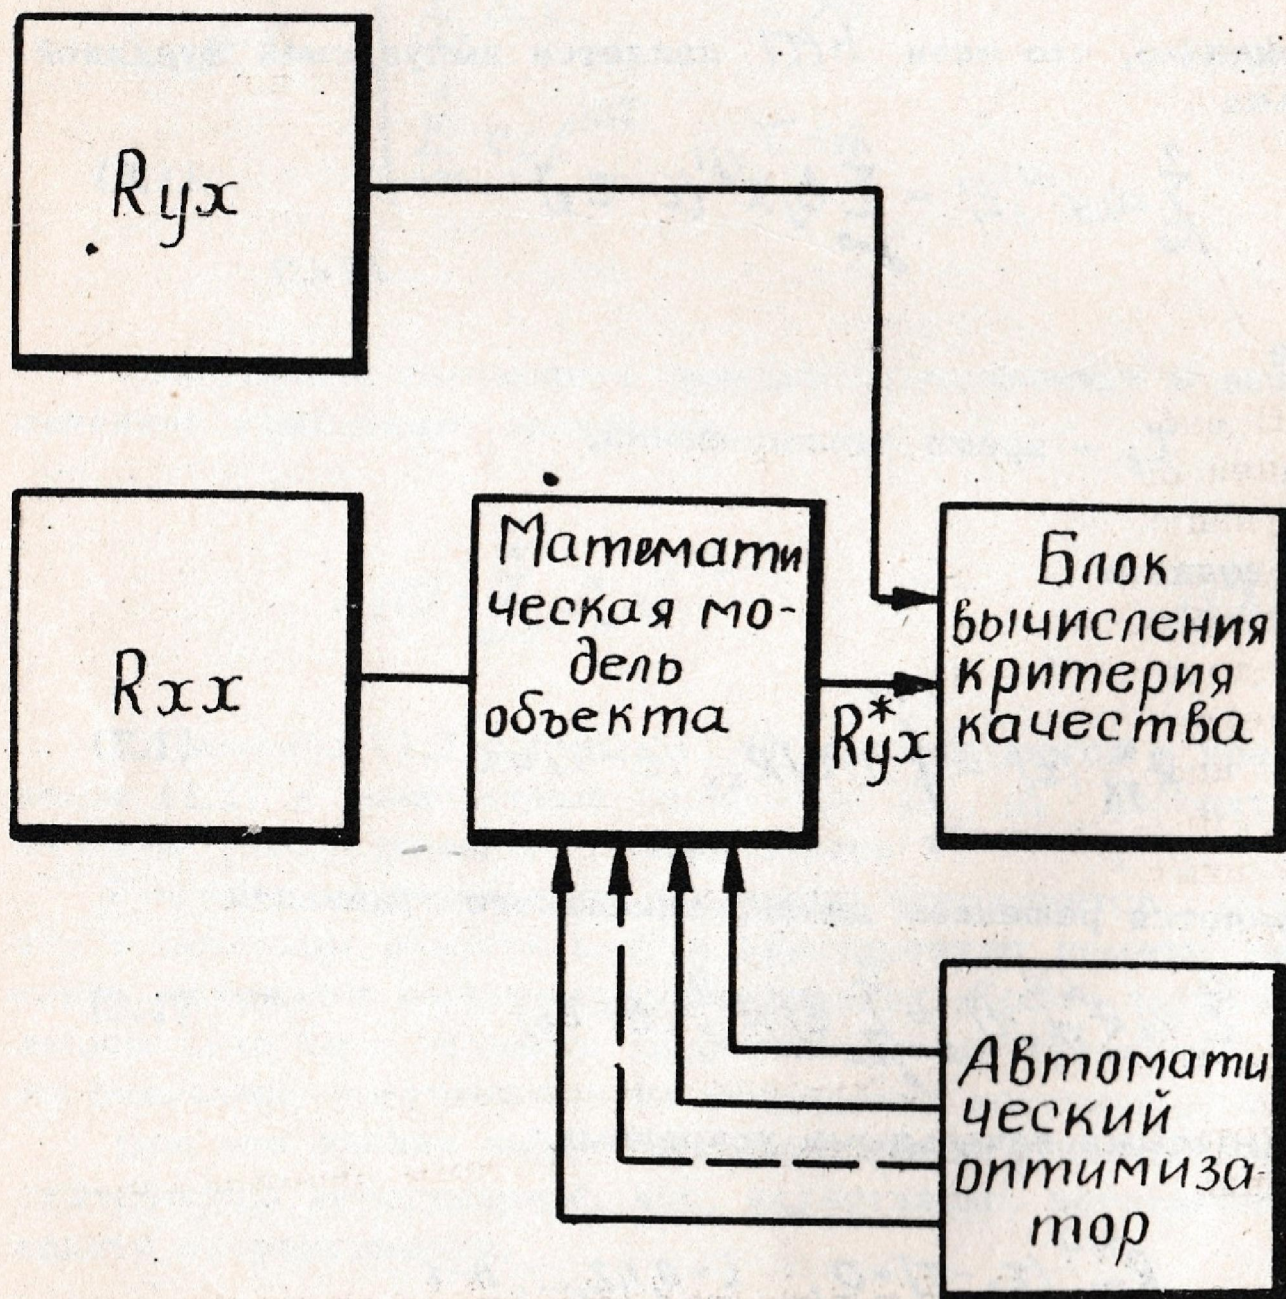 Ryx
Rxx
Математи
ческая мо-
дель
объекта
R*yx
Блок
вычисления
критерия
качества
Автомати
ческий
оптимиза-
тор